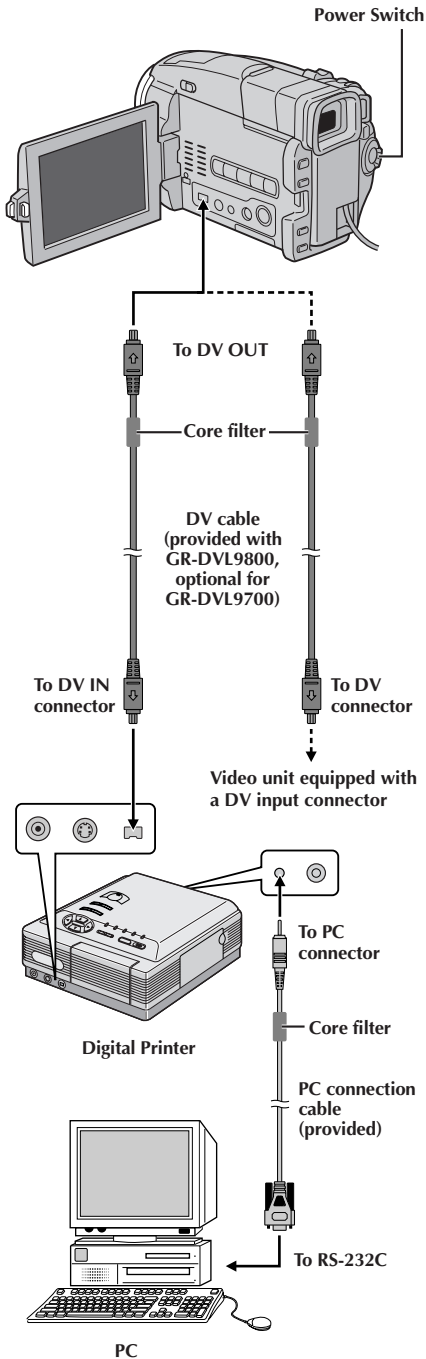 Power Switch
To DV OUT
Core filter
DV cable
(provided with
GR-DVL9800,
optional for
GR-DVL9700)
To DV IN
connector
To DV
connector
Video unit equipped with
a DV input connector
To PC
connector
Digital Printer
Core filter
PC connection
cable
(provided)
To RS-232C
PC